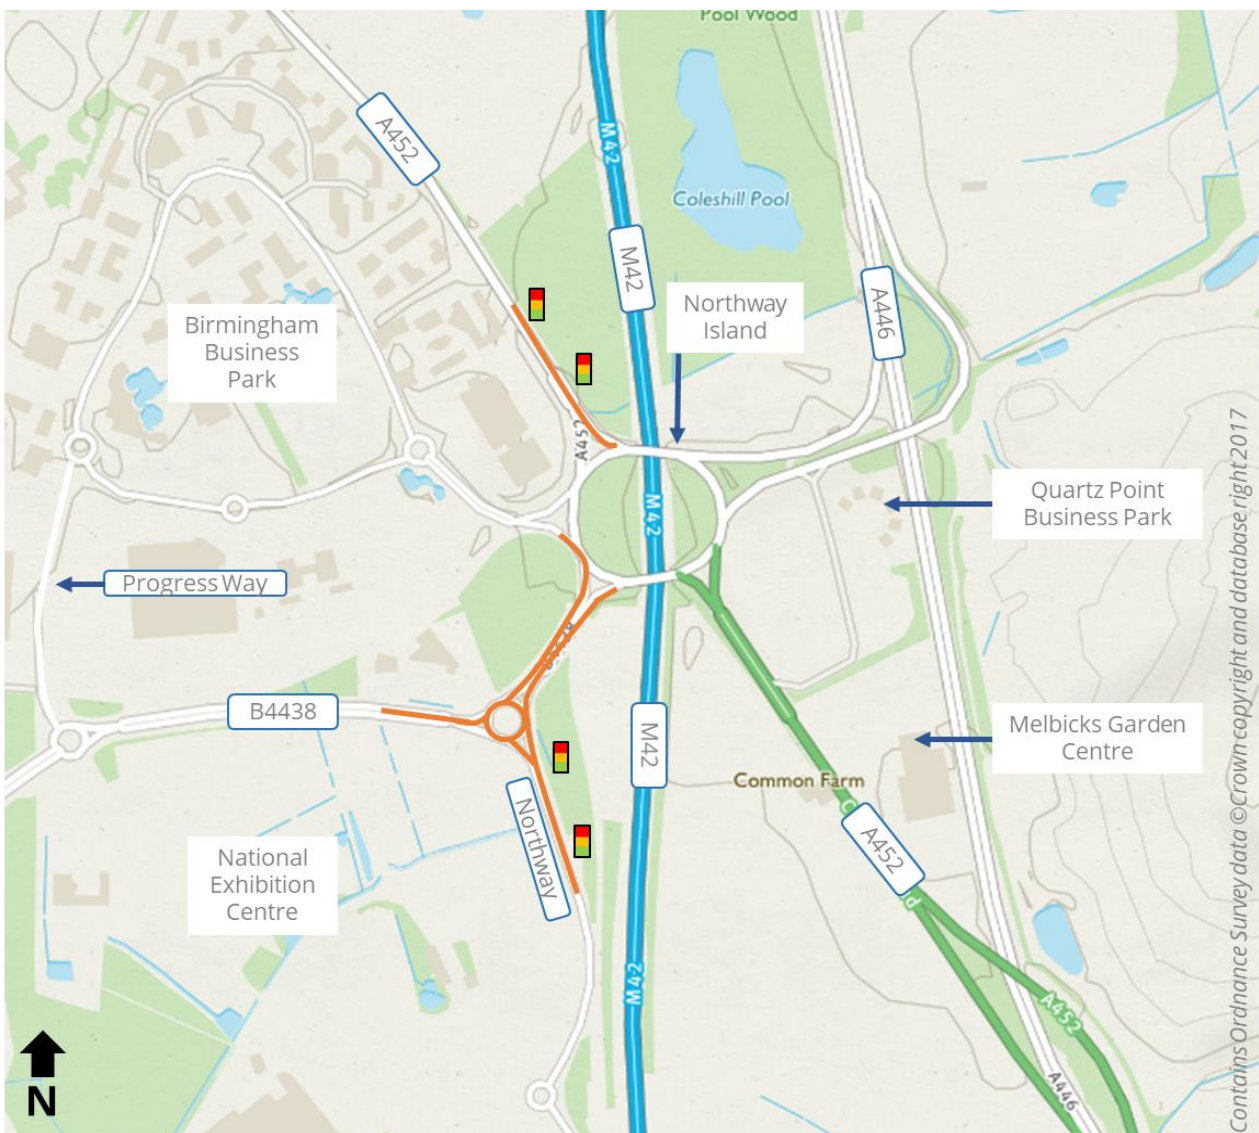 Pool Wood
A452
M42
Coleshill Pool
M42
Northway
Island
A446
Birmingham
Business
Park
A452
M42
Quartz Point
Business Park
Progress Way
B4438
M42
Melbicks Garden
Centre
Common Farm
A452
National
Exhibition
Centre
Northway
M42
A452
A446
N
Contains Ordnance Survey data © Crown copyright and database right 2017